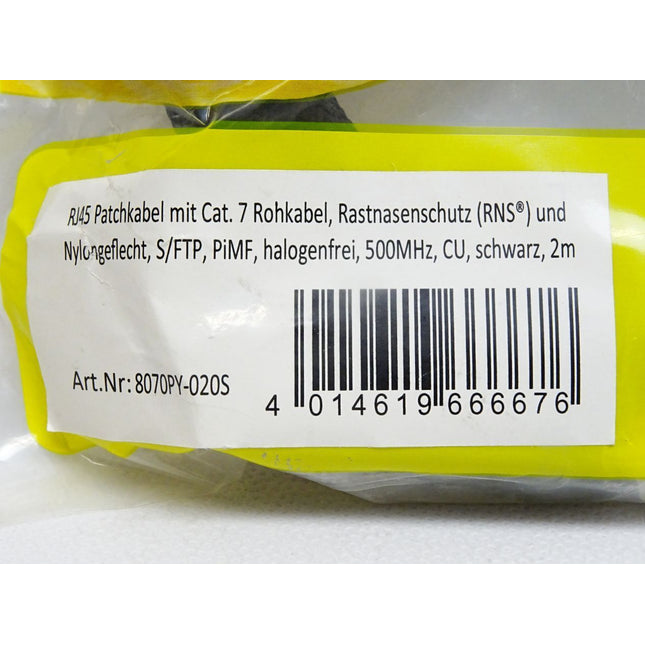 RJ45 Patchkabel mit Cat. 7 Rohkabel, Rastnasenschutz (RNS®) und
Nylongeflecht, S/FTP, PiMF, halogenfrei, 500MHz, CU, schwarz, 2m
Art.Nr: 8070PY-020S
4 014619 666676